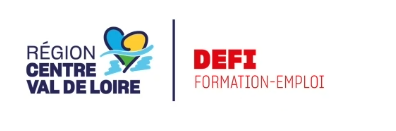 RÉGION
CENTRE
VAL DE LOIRE
DEFI
FORMATION-EMPLOI